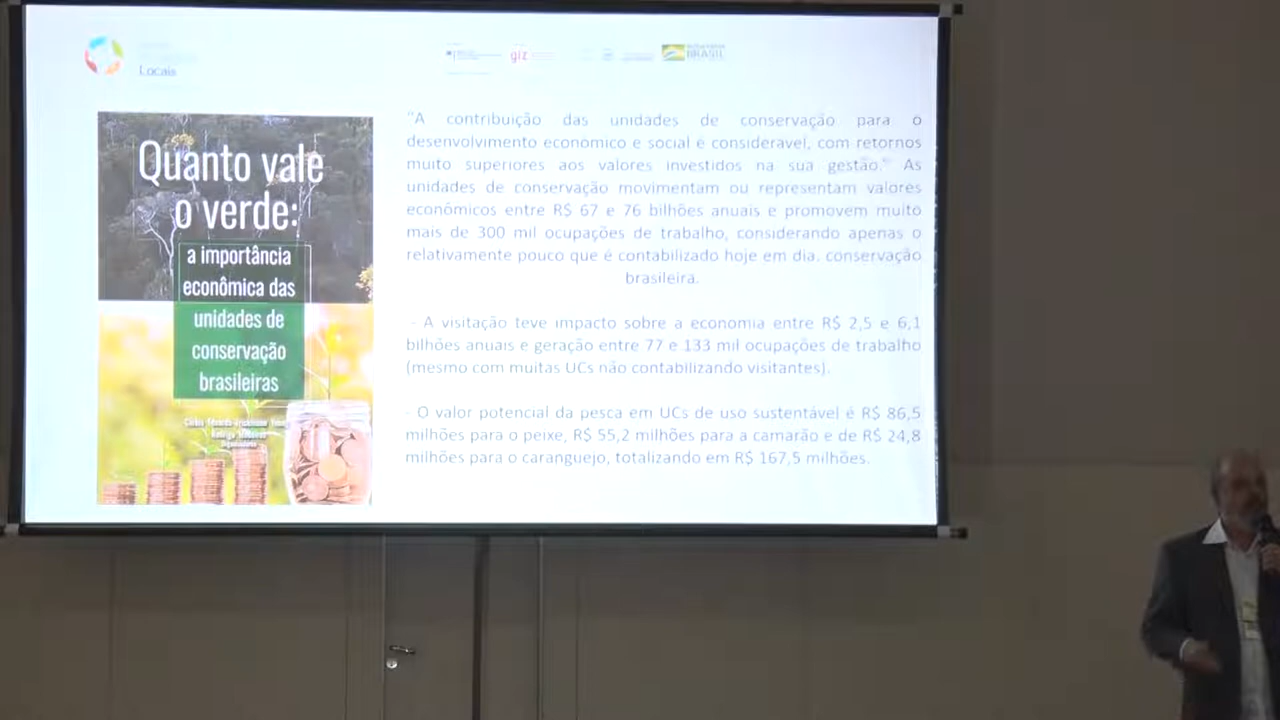 Locais
giz
BRASIL
Quanto vale
o verde:
a importância
econômica das
unidades de
conservação
brasileiras
"A contribuição das unidades de conservação para o
desenvolvimento econômico e social é considerável, com retornos
muito superiores aos valores investidos na sua gestão." As
unidades de conservação movimentam ou representam valores
econômicos entre R$ 67 e 76 bilhões anuais e promovem muito
mais de 300 mil ocupações de trabalho, considerando apenas o
relativamente pouco que é contabilizado hoje em dia. conservação
brasileira.
- A visitação teve impacto sobre a economia entre R$ 2,5 e 6,1
bilhões anuais e geração entre 77 e 133 mil ocupações de trabalho
(mesmo com muitas UCs não contabilizando visitantes).
- O valor potencial da pesca em UCs de uso sustentável é R$ 86,5
milhões para o peixe, R$ 55,2 milhões para a camarão e de R$ 24,8
milhões para o caranguejo, totalizando em R$ 167,5 milhões.